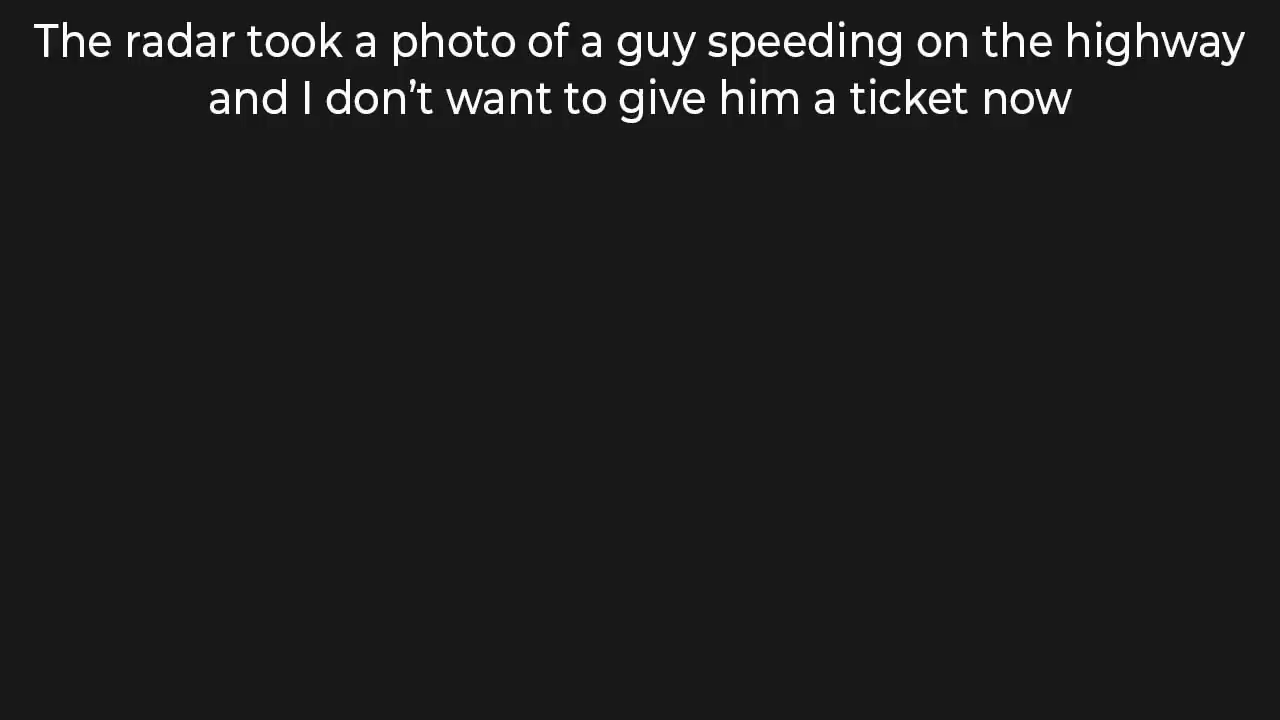 The radar took a photo of a guy speeding on the highway
and I don’t want to give him a ticket now